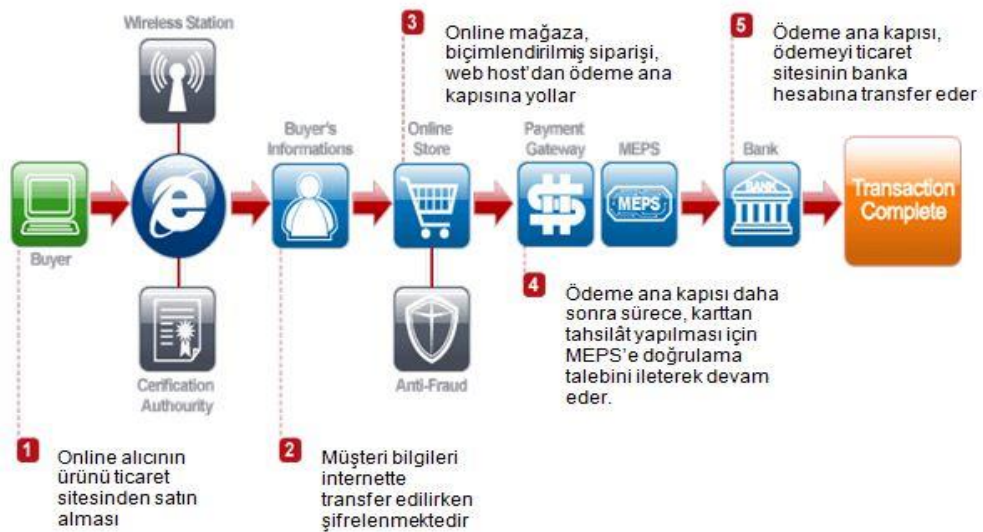 Wireless Station
3
Online mağaza,
biçimlendirilmiş siparişi,
web host'dan ödeme ana
kapısına yollar
5
Ödeme ana kapısı,
ödemeyi ticaret
sitesinin banka
hesabına transfer eder
Buyer's
Informations
Online
Store
Payment
Gateway
MEPS
Bank
MEPS
BANK
Transaction
Complete
Buyer
4
Ödeme ana kapısı daha
sonra sürece, karttan
tahsilât yapılması için
MEPS'e doğrulama
talebini ileterek devam
eder.
Cerification
Authourity
Anti-Fraud
1
Online alıcının
ürünü ticaret
sitesinden satın
alması
2
Müşteri bilgileri
internette
transfer edilirken
şifrelenmektedir